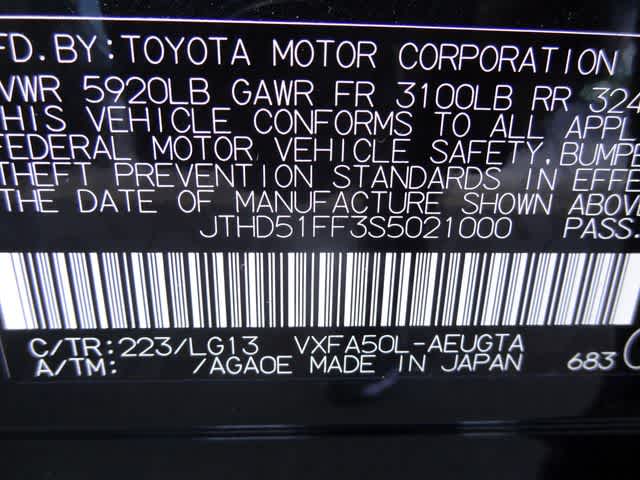 FD. BY: TOYOTA MOTOR CORPORATION
VWR 5920LB GAWR FR 3100LB RR 324
THIS VEHICLE CONFORMS TO ALL APPL
FEDERAL MOTOR VEHICLE SAFETY, BUMPE
THEFT PREVENTION STANDARDS IN EFFE
THE DATE OF MANUFACTURE SHOWN ABOV
JTHD51FF3S5021000 PASS.
C/TR: 223/LG13 VXFA50L-AEUGTA
A/TM: /AGA0E MADE IN JAPAN 683